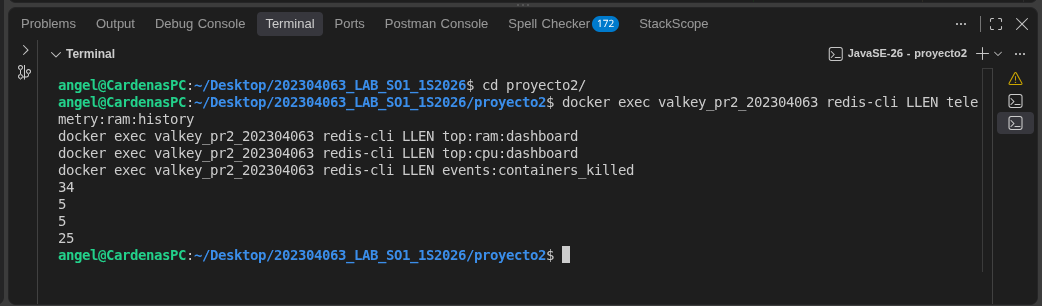 Problems Output Debug Console Terminal Ports Postman Console Spell Checker 172 StackScope
Terminal JavaSE-26 - proyecto2
angel@CardenasPC:~/Desktop/202304063_LAB_SO1_1S2026$ cd proyecto2/
angel@CardenasPC:~/Desktop/202304063_LAB_SO1_1S2026/proyecto2$ docker exec valkey_pr2_202304063 redis-cli LLEN tele
metry:ram:history
docker exec valkey_pr2_202304063 redis-cli LLEN top:ram:dashboard
docker exec valkey_pr2_202304063 redis-cli LLEN top:cpu:dashboard
docker exec valkey_pr2_202304063 redis-cli LLEN events:containers_killed
34
5
5
25
angel@CardenasPC:~/Desktop/202304063_LAB_SO1_1S2026/proyecto2$